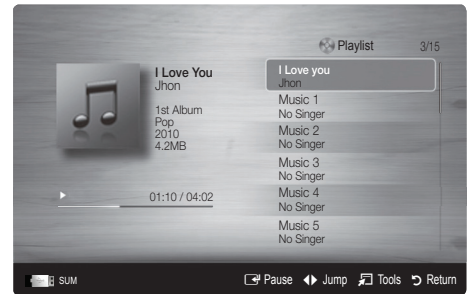 Playlist 3/15
I Love You
Jhon
1st Album
Pop
2010
4.2MB
01:10 / 04:02
I Love you
Jhon
Music 1
No Singer
Music 2
No Singer
Music 3
No Singer
Music 4
No Singer
Music 5
No Singer
SUM Pause Jump Tools Return